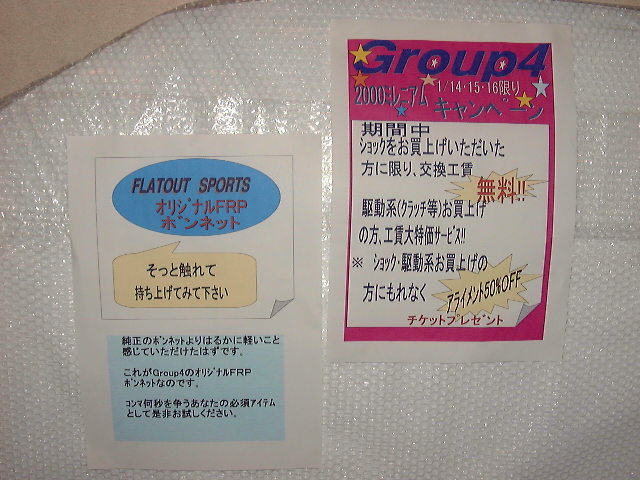 FLATOUT SPORTS
オリジナルFRP
ボンネット
そっと触れて
持ち上げてみて下さい
純正のボンネットよりはるかに軽いこと
感じていただけたはずです。
これがGroup4のオリジナルFRP
ボンネットなのです。
コンマ何秒を争うあなたの必須アイテム
として是非お試しください。
Group4
1/14・15・16限り
2000ミレニアム キャンペーン
期間中
ショックをお買上げいただいた
方に限り、交換工賃
無料!!
駆動系(クラッチ等)お買上げ
の方、工賃大特価サービス!!
※ ショック・駆動系お買上げの
方にもれなく
アライメント50%OFF
チケットプレゼント